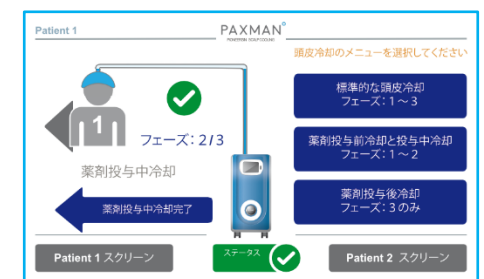 Patient 1
PAXMAN
頭皮冷却のメニューを選択してください
標準的な頭皮冷却
フェーズ:1～3
1
フェーズ:2/3
薬剤投与前冷却と投与中冷却
フェーズ:1～2
薬剤投与中冷却
薬剤投与後冷却
フェーズ:3のみ
薬剤投与中冷却完了
Patient 1 スクリーン
ステータス
Patient 2 スクリーン